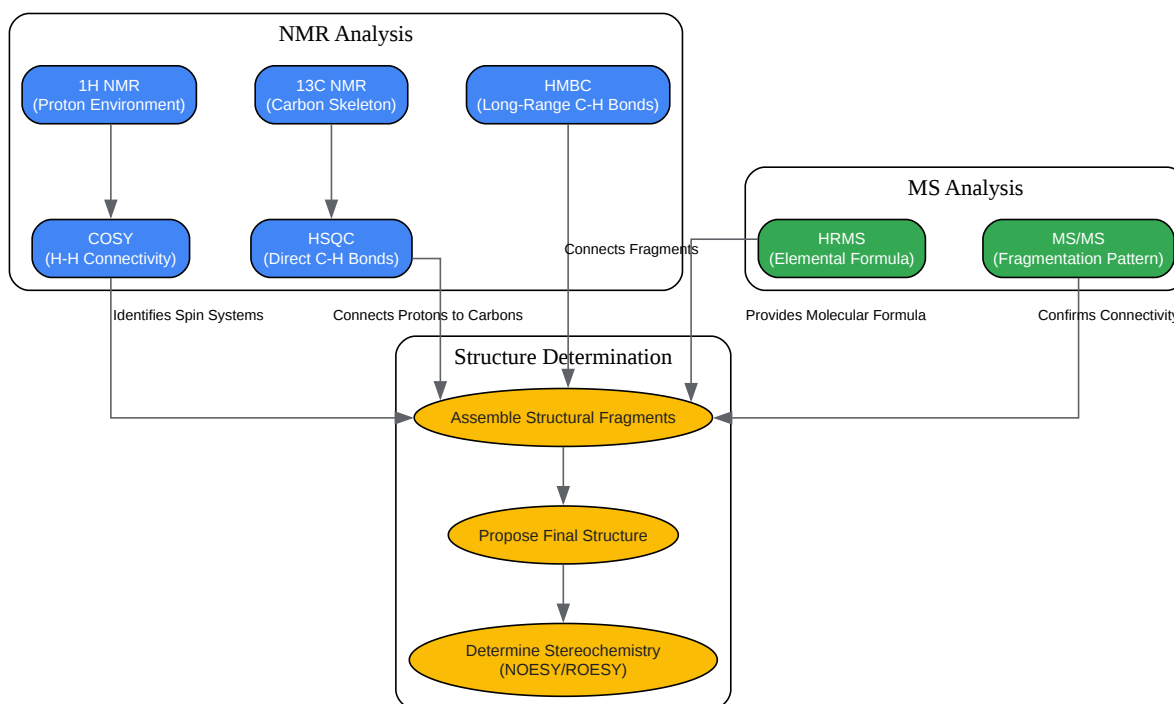 NMR Analysis
1H NMR
(Proton Environment)
13C NMR
(Carbon Skeleton)
HMBC
(Long-Range C-H Bonds)
MS Analysis
COSY
(H-H Connectivity)
HSQC
(Direct C-H Bonds)
Connects Fragments
HRMS
(Elemental Formula)
MS/MS
(Fragmentation Pattern)
Identifies Spin Systems
Connects Protons to Carbons
Provides Molecular Formula
Confirms Connectivity
Structure Determination
Assemble Structural Fragments
Propose Final Structure
Determine Stereochemistry
(NOESY/ROESY)